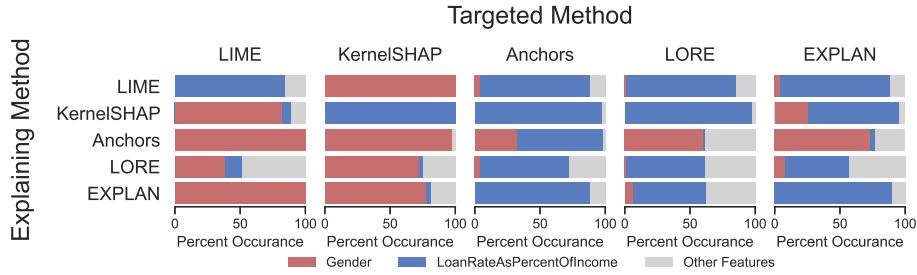 Targeted Method
Explaining Method
LIME KernelSHAP Anchors LORE EXPLAN
LIME
KernelSHAP
Anchors
LORE
EXPLAN
0 50 100 0 50 100 0 50 100 0 50 100 0 50 100
Percent Occurance Percent Occurance Percent Occurance Percent Occurance Percent Occurance
Gender LoanRateAsPercentOfIncome Other Features